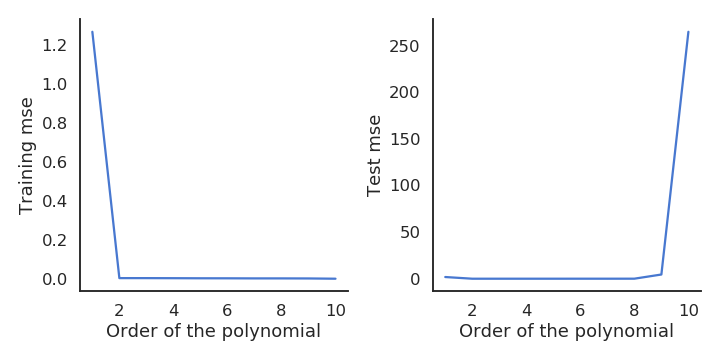 Training mse
1.2
1.0
0.8
0.6
0.4
0.2
0.0
2 4 6 8 10
Order of the polynomial
Test mse
250
200
150
100
50
0
2 4 6 8 10
Order of the polynomial